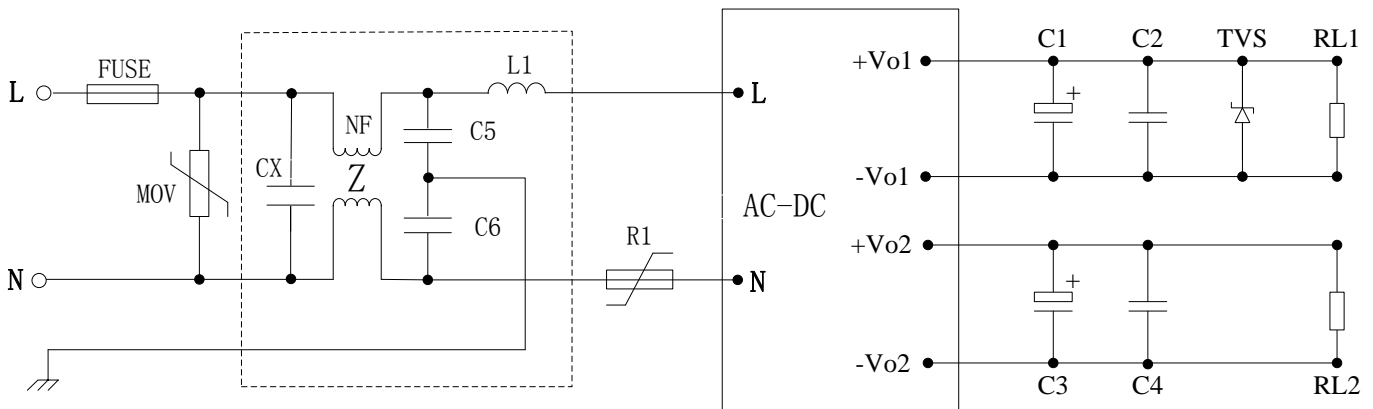 C1 C2 TVS RL1
FUSE L1 +Vo1
+
L L
NF C5
CX Z
MOV -Vo1
AC-DC
C6 R1 +Vo2
N N +
-Vo2
C3 C4 RL2